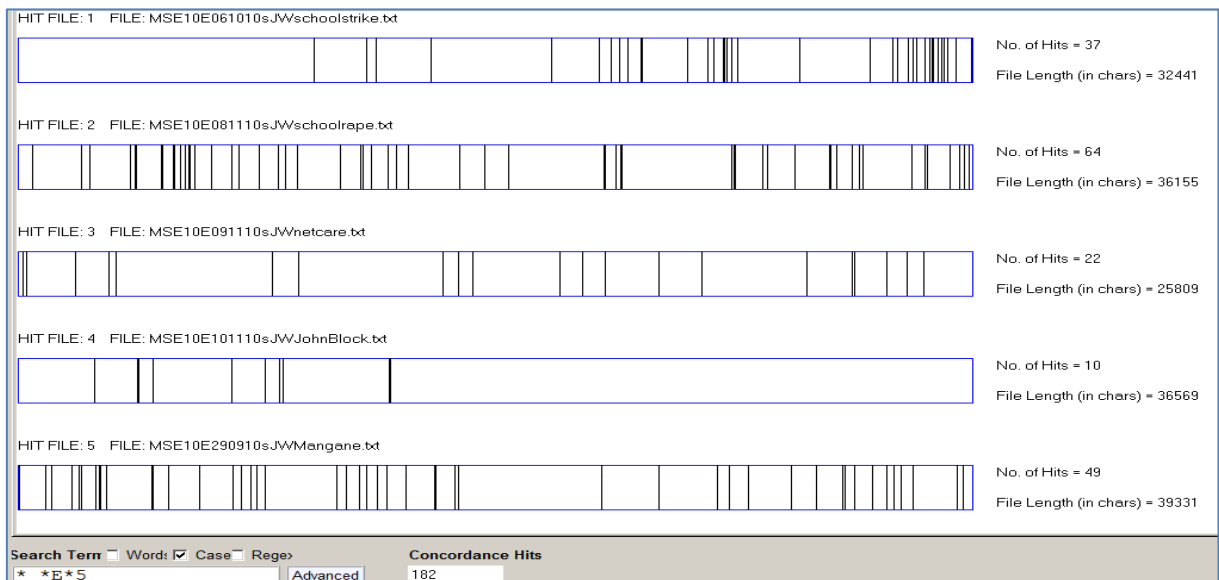 HIT FILE: 1 FILE: MSE10E061010sJWschoolstrike.txt
No. of Hits = 37
File Length (in chars) = 32441
HIT FILE: 2 FILE: MSE10E081110sJWschoolrape.txt
No. of Hits = 64
File Length (in chars) = 36155
HIT FILE: 3 FILE: MSE10E091110sJWnetcare.txt
No. of Hits = 22
File Length (in chars) = 25809
HIT FILE: 4 FILE: MSE10E101110sJWJohnBlock.txt
No. of Hits = 10
File Length (in chars) = 36569
HIT FILE: 5 FILE: MSE10E290910sJWMangane.txt
No. of Hits = 49
File Length (in chars) = 39331
Search Term Words Case Regex Concordance Hits
* *E*5 Advanced 182